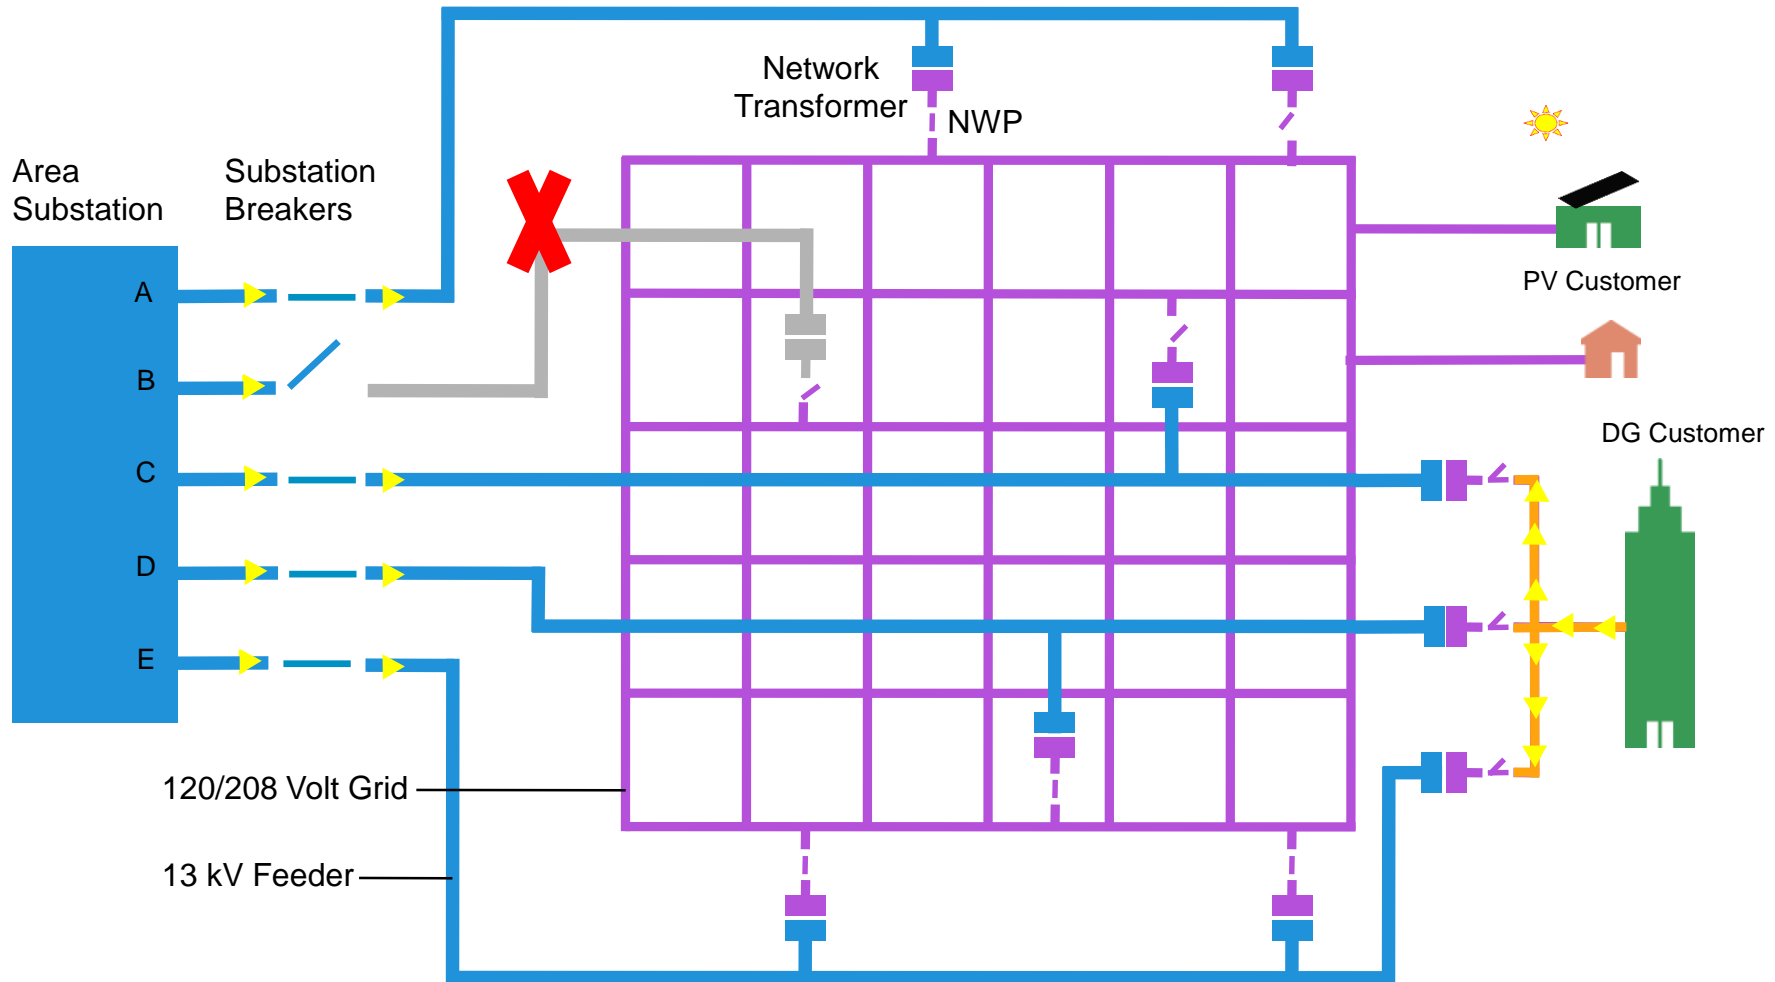 Network
Transformer
NWP
Area
Substation
Substation
Breakers
A
B
C
D
E
PV Customer
DG Customer
120/208 Volt Grid
13 kV Feeder